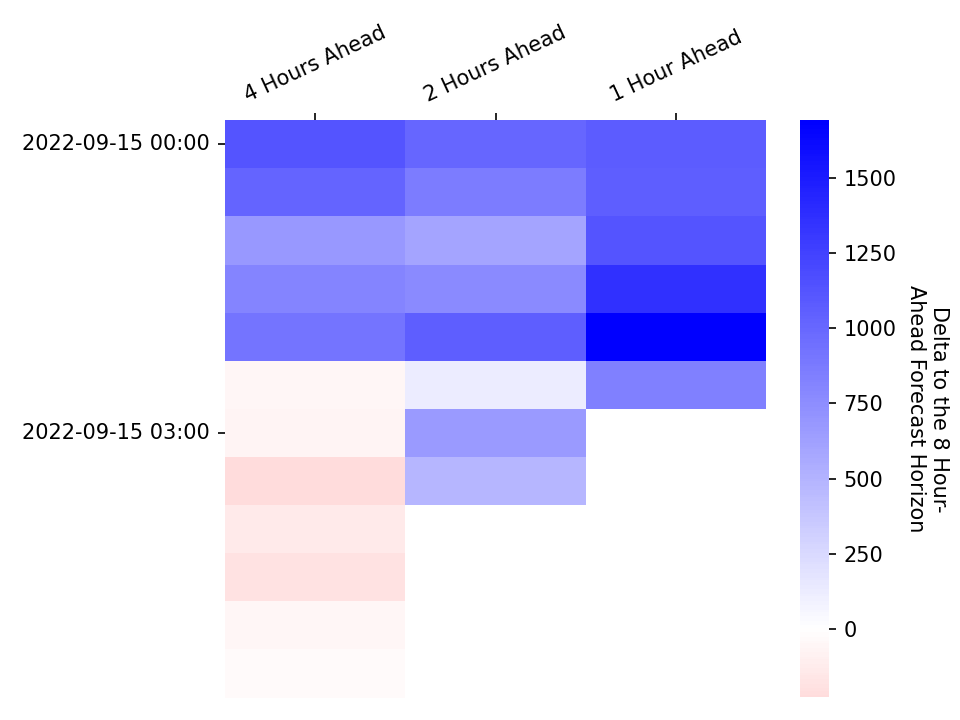 4 Hours Ahead
2 Hours Ahead
1 Hour Ahead
2022-09-15 00:00
2022-09-15 03:00
1500
1250
1000
750
500
250
0
Delta to the 8 Hour-
Ahead Forecast Horizon